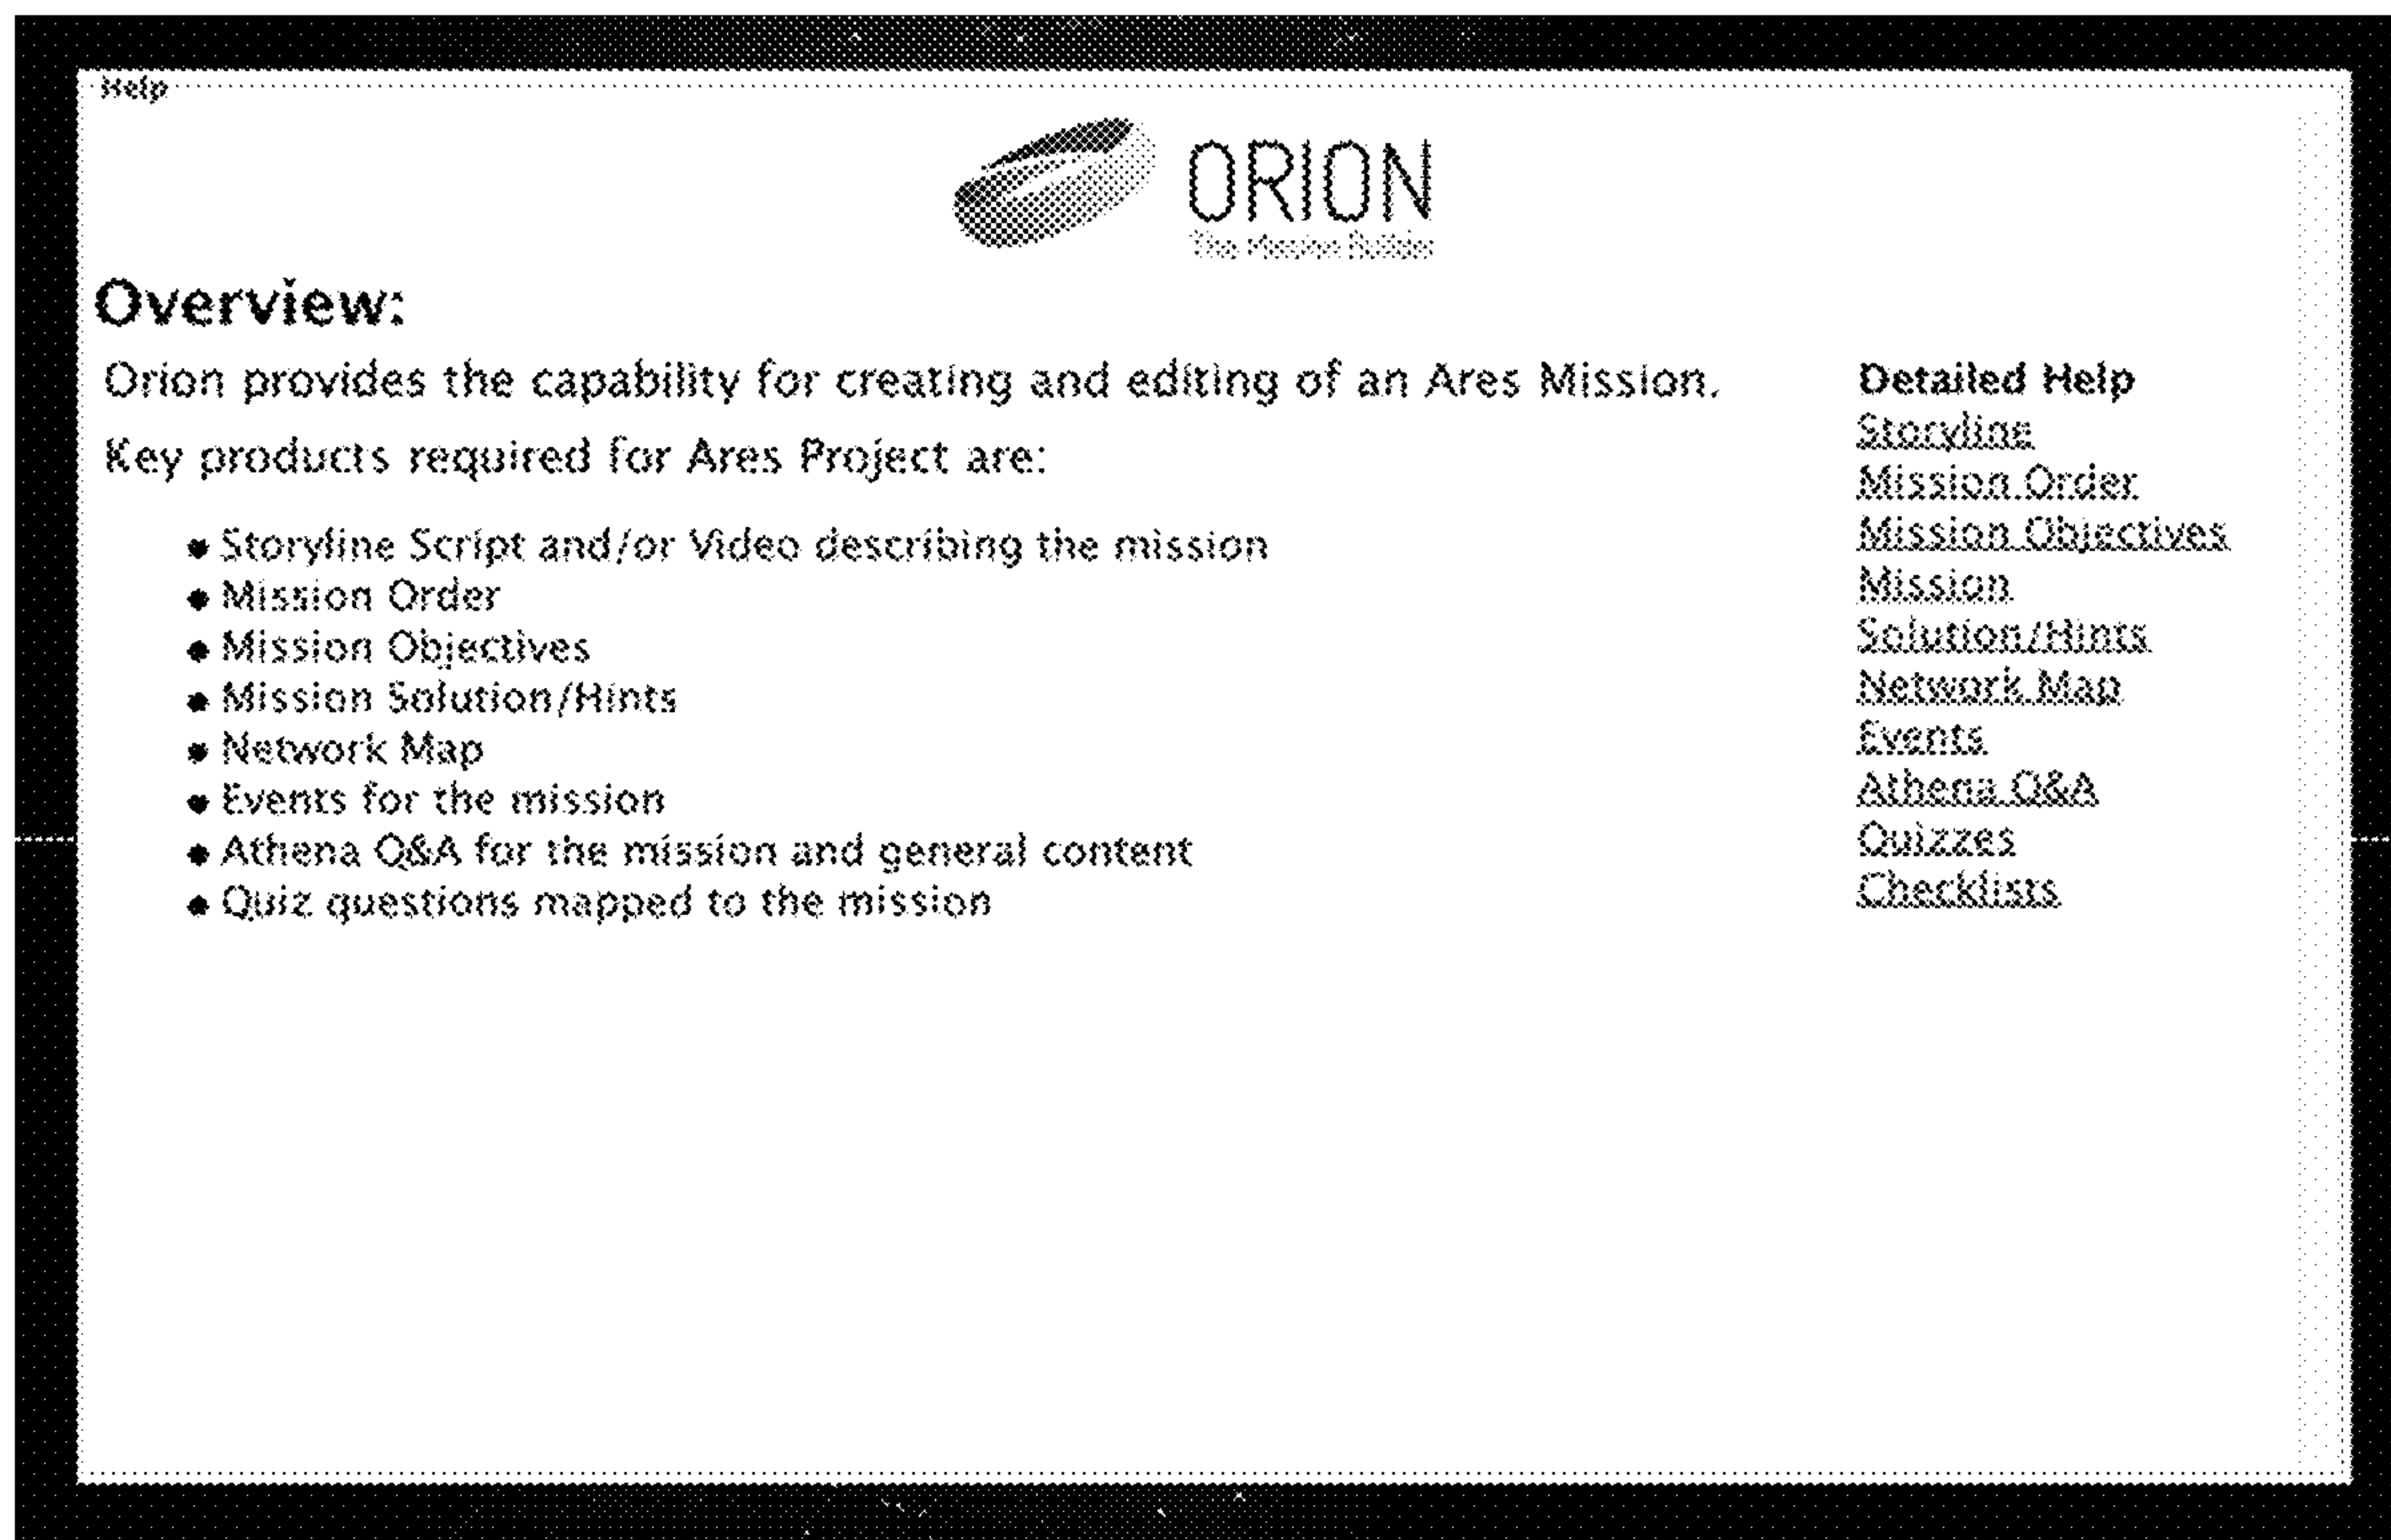 Help
ORION
The Mission Builder
Overview:
Orion provides the capability for creating and editing of an Ares Mission.
Key products required for Ares Project are:
• Storyline Script and/or Video describing the mission
• Mission Order
• Mission Objectives
• Mission Solution/Hints
• Network Map
• Events for the mission
• Athena Q&A for the mission and general content
• Quiz questions mapped to the mission
Detailed Help
Storyline
Mission Order
Mission Objectives
Mission
Solution/Hints
Network Map
Events
Athena Q&A
Quizzes
Checklists